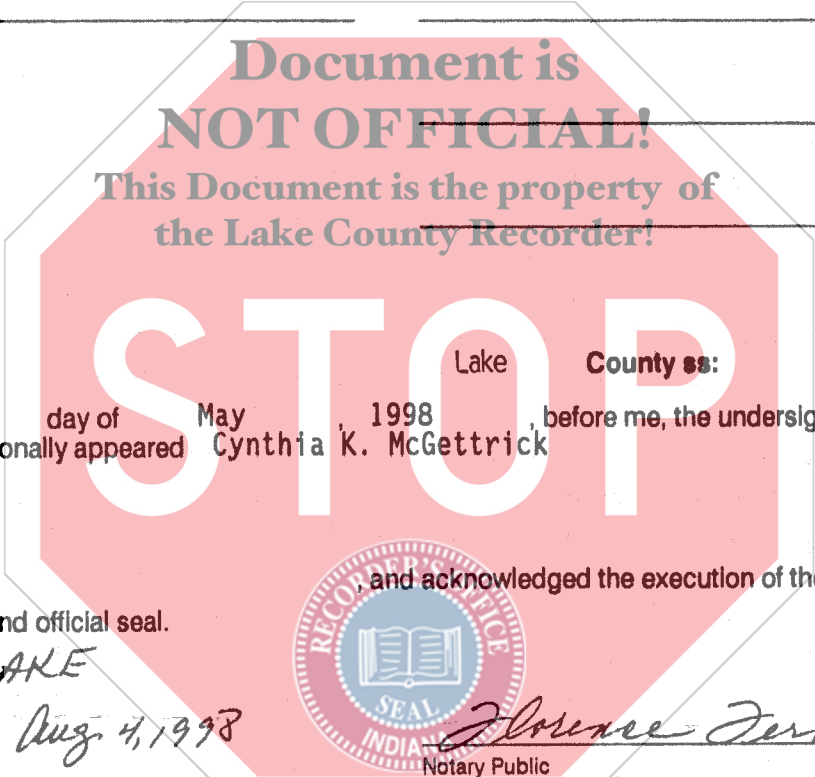 Document is
NOT OFFICIAL!
This Document is the property of
the Lake County Recorder!
STOP
Lake County ss:
day of May , 1998 , before me, the undersig
onally appeared Cynthia K. McGettrick
, and acknowledged the execution of the
nd official seal.
AKE
Aug. 4, 1998
Florence
Notary Public
RECORDER'S OFFICE
SEAL
INDIANA